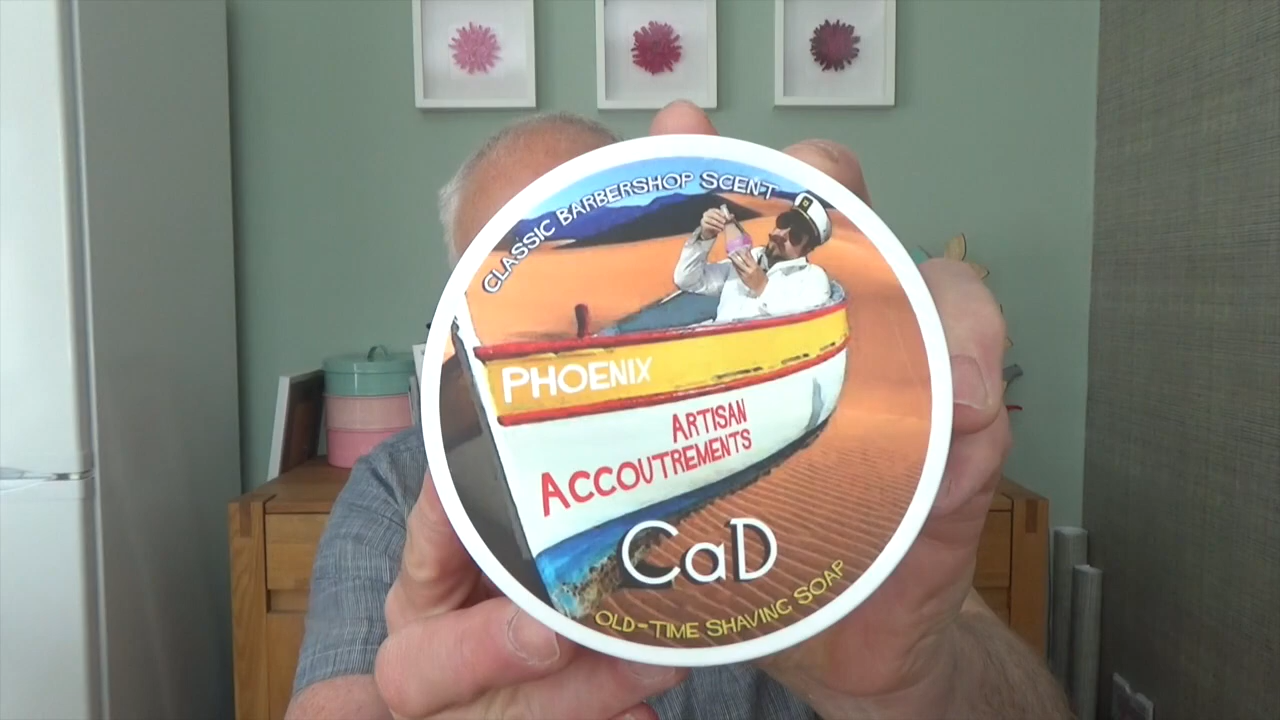 CLASSIC BARBERSHOP SCENT
PHOENIX
ARTISAN
ACCOUTREMENTS
CaD
OLD-TIME SHAVING SOAP